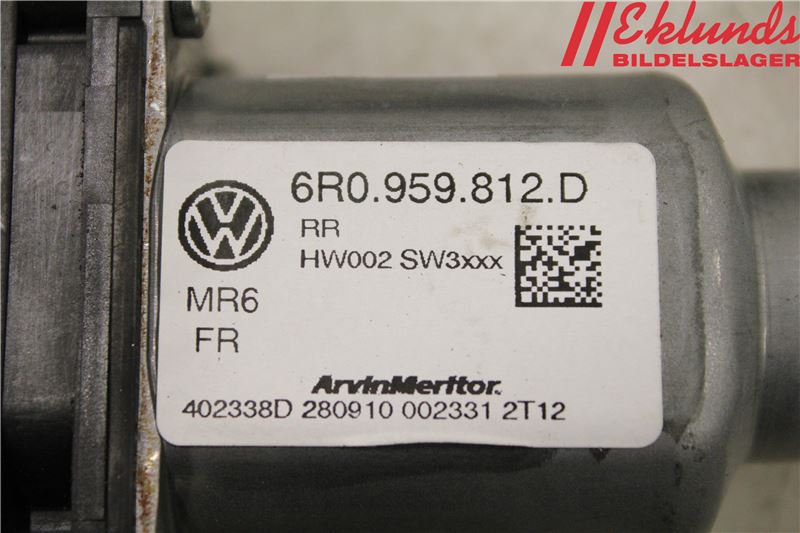 Eklunds
BILDELSLAGER
6R0.959.812.D
RR
HW002 SW3xxx
MR6
FR
ArvinMeritor
402338D 280910 002331 2T12